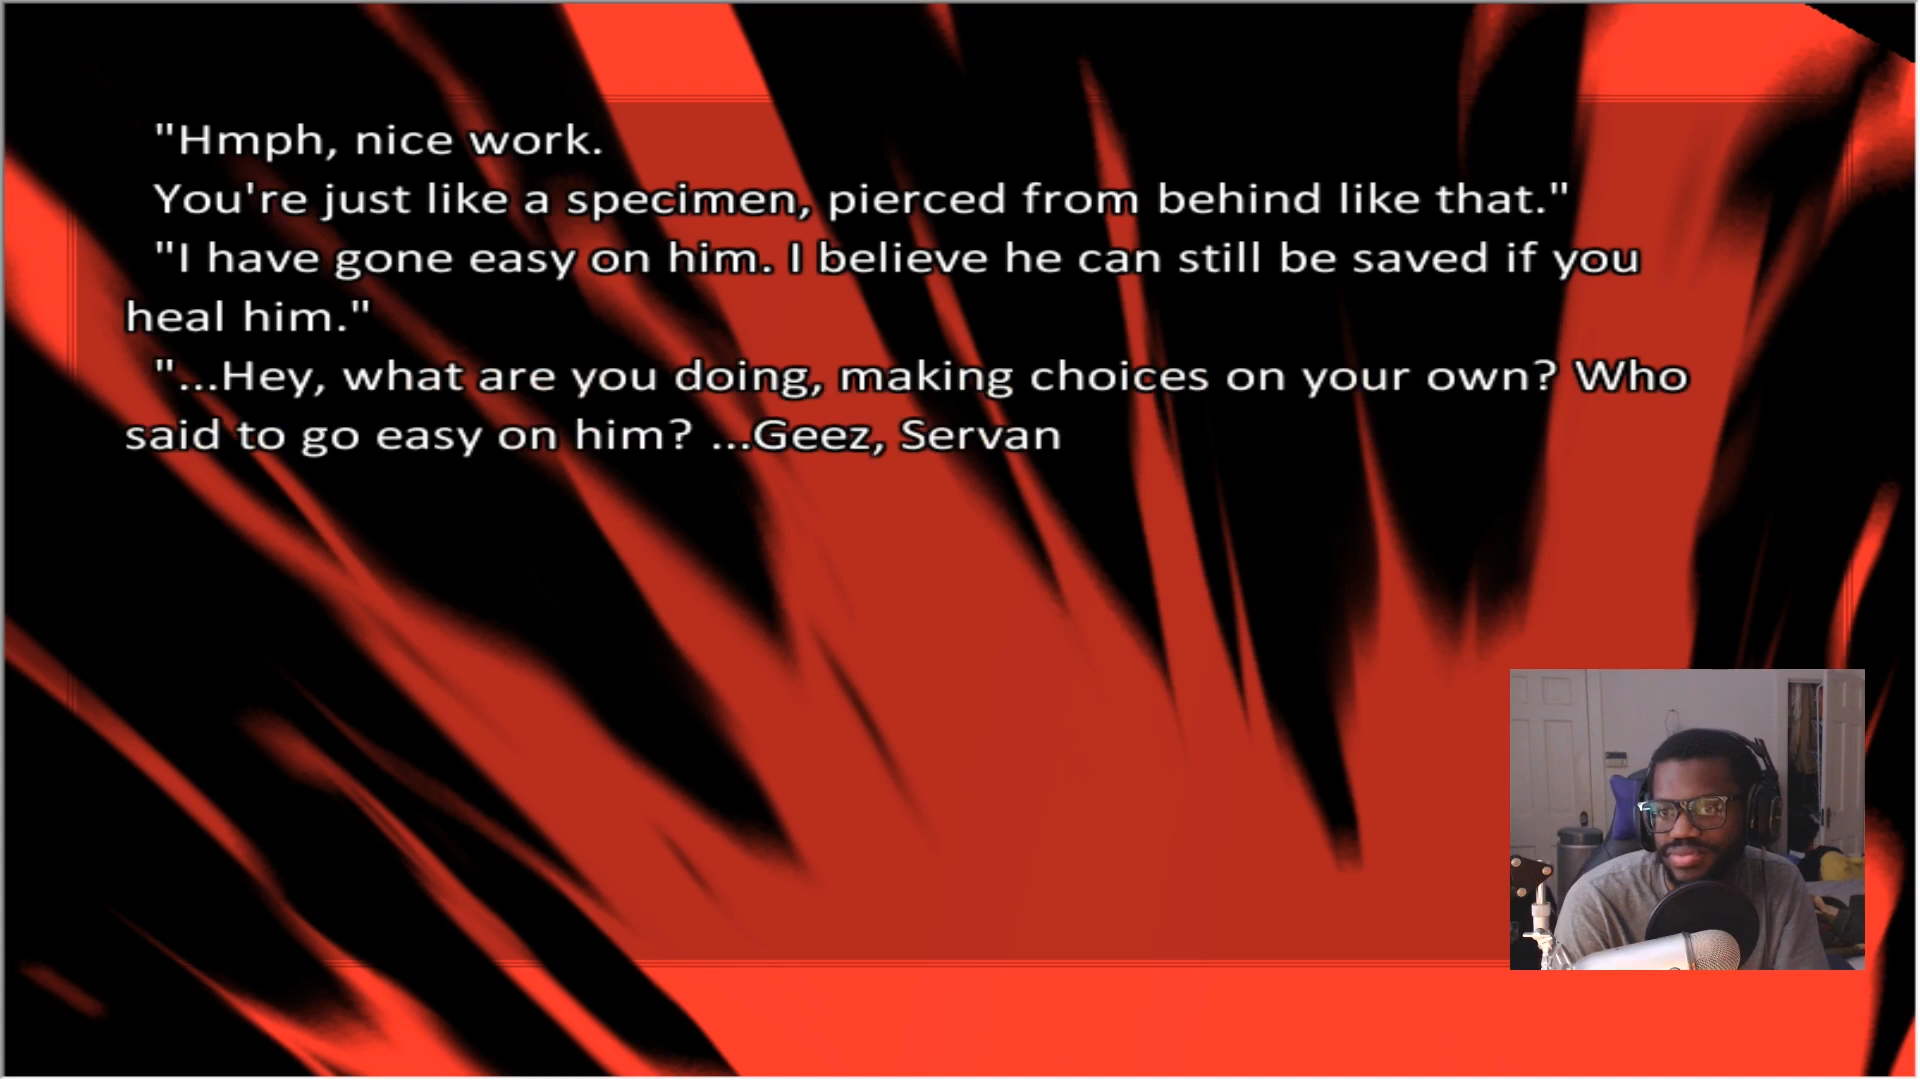 "Hmph, nice work.
You're just like a specimen, pierced from behind like that."
"I have gone easy on him. I believe he can still be saved if you
heal him."
"...Hey, what are you doing, making choices on your own? Who
said to go easy on him? ...Geez, Servan